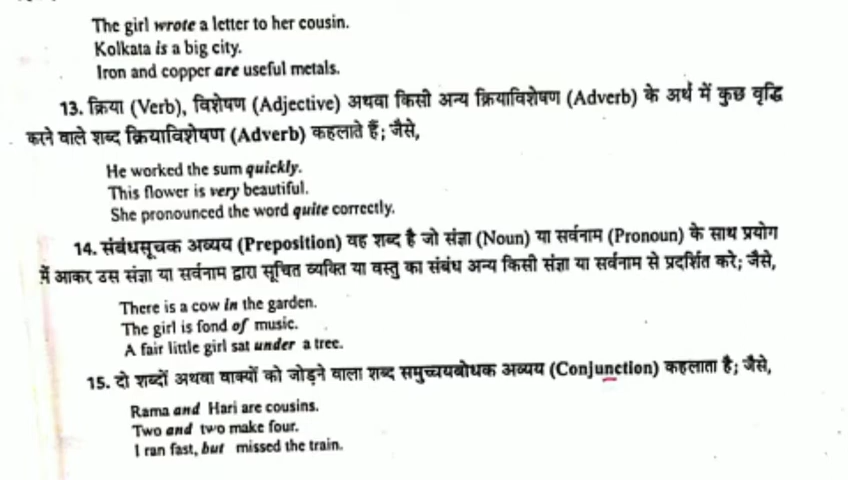 The girl wrote a letter to her cousin.
Kolkata is a big city.
Iron and copper are useful metals.
13. क्रिया (Verb), विशेषण (Adjective) अथवा किसी अन्य क्रियाविशेषण (Adverb) के अर्थ में कुछ वृद्धि
करने वाले शब्द क्रियाविशेषण (Adverb) कहलाते हैं; जैसे,
He worked the sum quickly.
This flower is very beautiful.
She pronounced the word quite correctly.
14. संबंधसूचक अव्यय (Preposition) वह शब्द है जो संज्ञा (Noun) या सर्वनाम (Pronoun) के साथ प्रयोग
में आकर उस संज्ञा या सर्वनाम द्वारा सूचित व्यक्ति या वस्तु का संबंध अन्य किसी संज्ञा या सर्वनाम से प्रदर्शित करे; जैसे,
There is a cow in the garden.
The girl is fond of music.
A fair little girl sat under a tree.
15. दो शब्दों अथवा वाक्यों को जोड़ने वाला शब्द समुच्चयबोधक अव्यय (Conjunction) कहलाता है; जैसे,
Rama and Hari are cousins.
Two and two make four.
I ran fast, but missed the train.